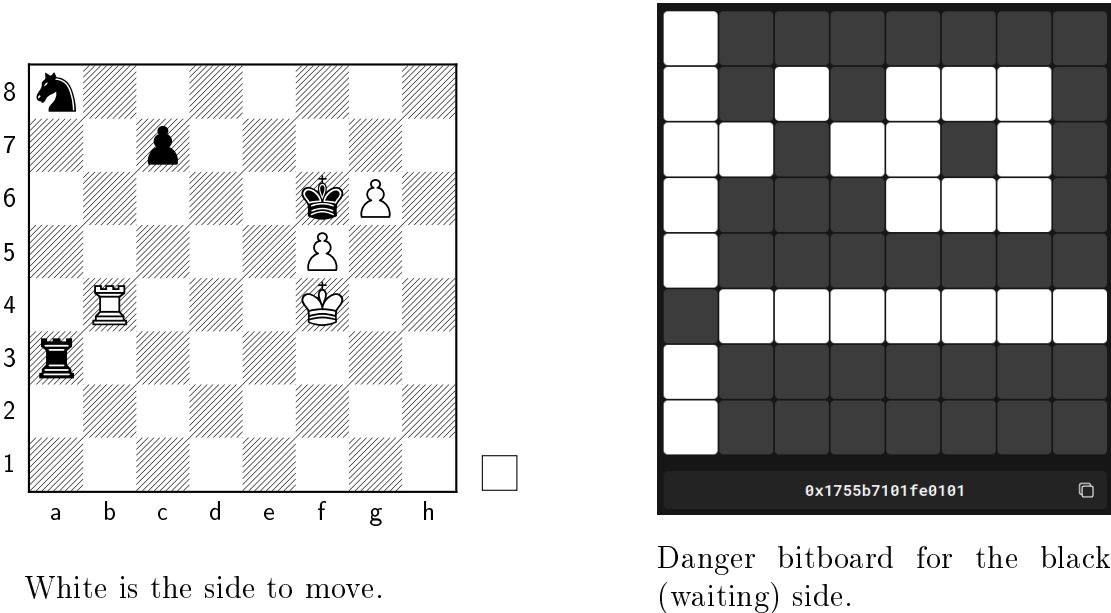 8
7
6
5
4
3
2
1
a b c d e f g h
White is the side to move.
0x1755b7101fe0101
Danger bitboard for the black
(waiting) side.